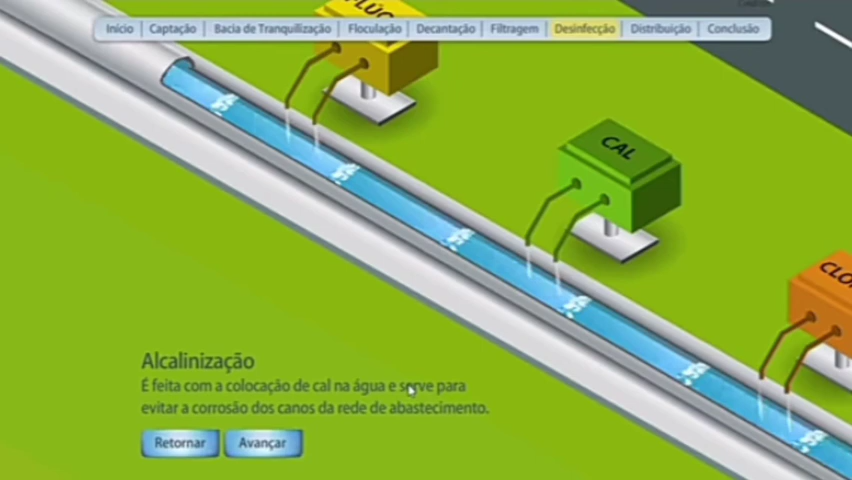 Início Captação Bacia de Tranquilização Floculação Decantação Filtragem Desinfecção Distribuição Conclusão
CAL
Alcalinização
É feita com a colocação de cal na água e serve para
evitar a corrosão dos canos da rede de abastecimento.
Retornar Avançar